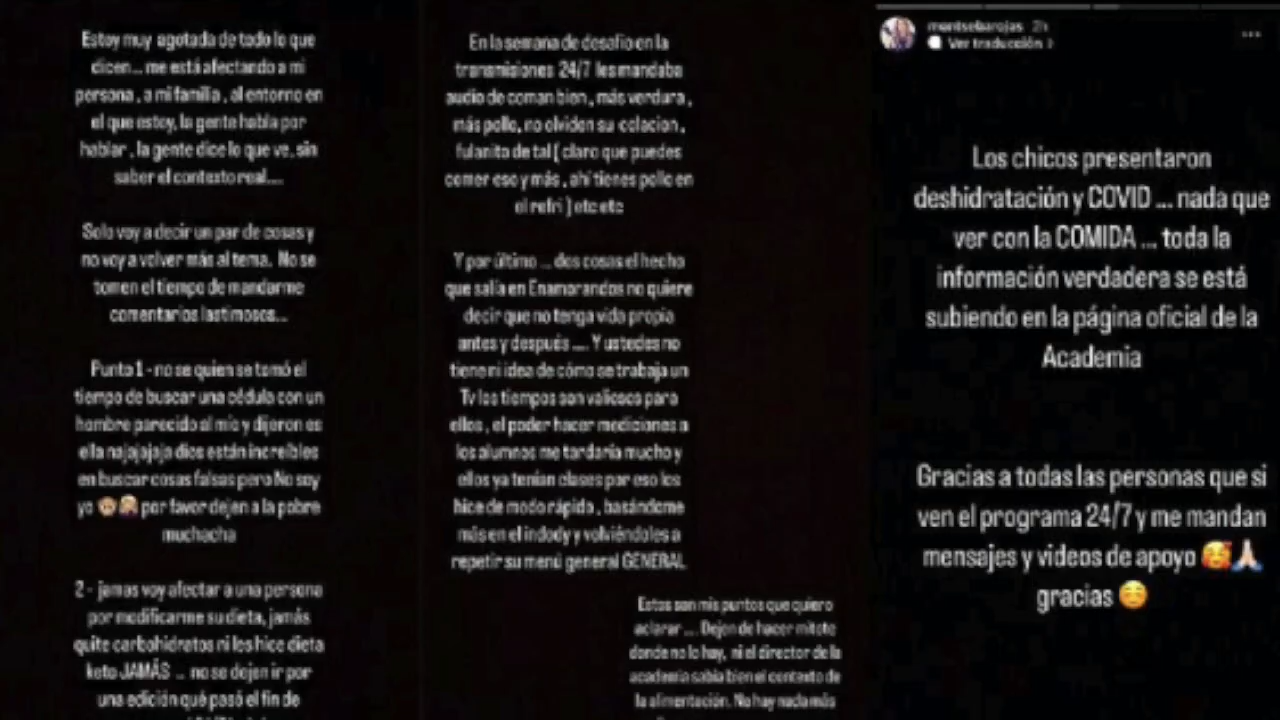 Estoy muy agotada de todo lo que
dicen... me está afectando a mi
persona, a mi familia, al entorno en
el que estoy, la gente habla por
hablar, la gente dice lo que ve, sin
saber el contexto real....
Solo voy a decir un par de cosas y
no voy a volver más al tema. No se
tomen el tiempo de mandarme
comentarios lastimosos...
Punto 1 - no se quien se tomó el
tiempo de buscar una cédula con un
nombre parecido al mio y dijeron es
ella najajajaja dios están increíbles
en buscar cosas falsas pero No soy
yo 🤷🏼‍♀️ por favor dejen a la pobre
muchacha
2 - jamas voy afectar a una persona
por modificarme su dieta, jamás
quite carbohidratos ni les hice dieta
keto JAMÁS ... no se dejen ir por
una edición qué pasó el fin de
En la semana de desafío en la
transmisiones 24/7 les mandaba
audio de coman bien, más verdura,
más pollo, no olviden su colacion,
fulanito de tal ( claro que puedes
comer eso y más, ahi tienes pollo en
el refri ) etc etc
Y por último ... dos cosas el hecho
que salía en Enamorandos no quiere
decir que no tenga vida propia
antes y después .... Y ustedes no
tiene ni idea de cómo se trabaja un
Tv los tiempos son valiosos para
ellos, el poder hacer mediciones a
los alumnos me tardaría mucho y
ellos ya tenían clases por eso los
hice de modo rápido, basándome
más en el indody y volviéndoles a
repetir su menú general GENERAL
Estos son mis puntos que quiero
aclarar .... Dejen de hacer mitote
donde no lo hay, ni el director de la
academia sabía bien el contexto de
la alimentación. No hay nada más
montsebarojas 2h
Ver traducción >
Los chicos presentaron
deshidratación y COVID ... nada que
ver con la COMIDA ... toda la
información verdadera se está
subiendo en la página oficial de la
Academia
Gracias a todas las personas que si
ven el programa 24/7 y me mandan
mensajes y videos de apoyo 🥰🙏🏻
gracias ☺️